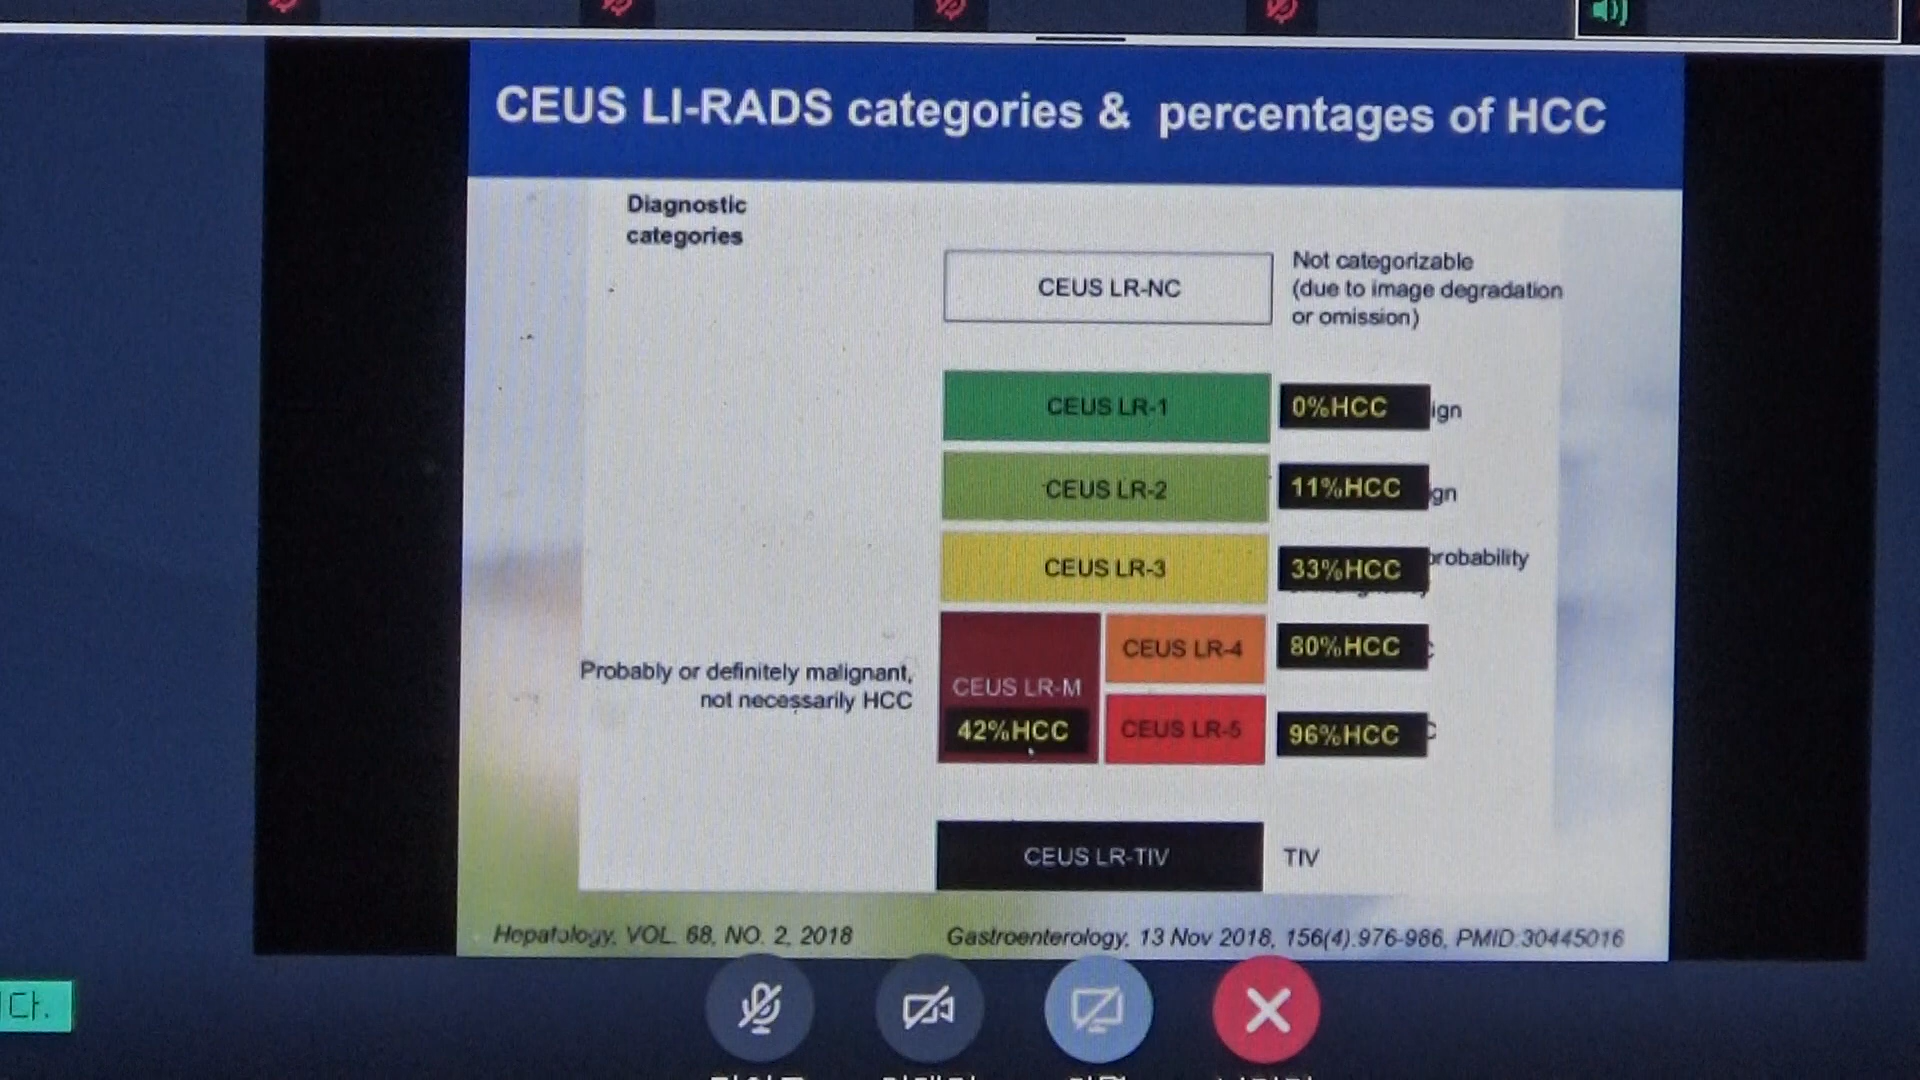 CEUS LI-RADS categories & percentages of HCC
Diagnostic
categories
CEUS LR-NC
Not categorizable
(due to image degradation
or omission)
CEUS LR-1
0%HCC
ign
CEUS LR-2
11%HCC
gn
CEUS LR-3
33%HCC
probability
Probably or definitely malignant,
not necessarily HCC
CEUS LR-M
42%HCC
CEUS LR-4
80%HCC
CEUS LR-5
96%HCC
CEUS LR-TIV
TIV
Hepatology, VOL. 68, NO. 2, 2018
Gastroenterology, 13 Nov 2018, 156(4):976-986, PMID:30445016
다.